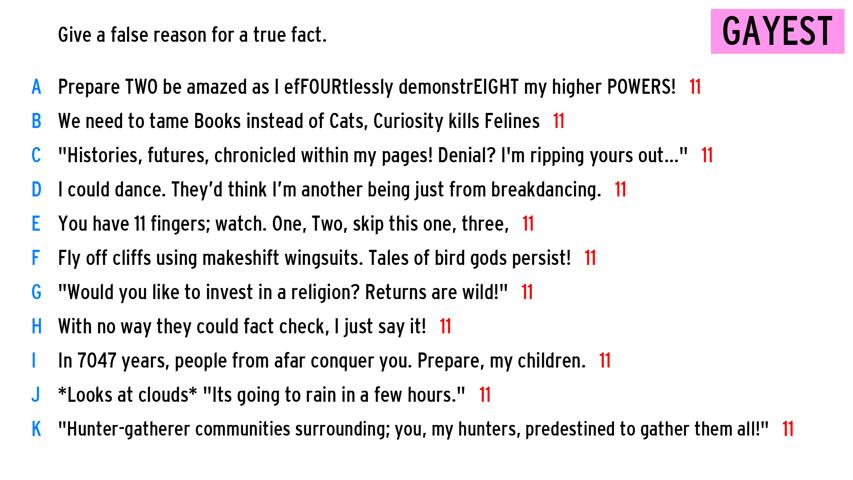 Give a false reason for a true fact.
GAYEST
A Prepare TWO be amazed as I efFOURtlessly demonstrEIGHT my higher POWERS! 11
B We need to tame Books instead of Cats, Curiosity kills Felines 11
C "Histories, futures, chronicled within my pages! Denial? I'm ripping yours out..." 11
D I could dance. They'd think I'm another being just from breakdancing. 11
E You have 11 fingers; watch. One, Two, skip this one, three, 11
F Fly off cliffs using makeshift wingsuits. Tales of bird gods persist! 11
G "Would you like to invest in a religion? Returns are wild!" 11
H With no way they could fact check, I just say it! 11
I In 7047 years, people from afar conquer you. Prepare, my children. 11
J *Looks at clouds* "Its going to rain in a few hours." 11
K "Hunter-gatherer communities surrounding; you, my hunters, predestined to gather them all!" 11